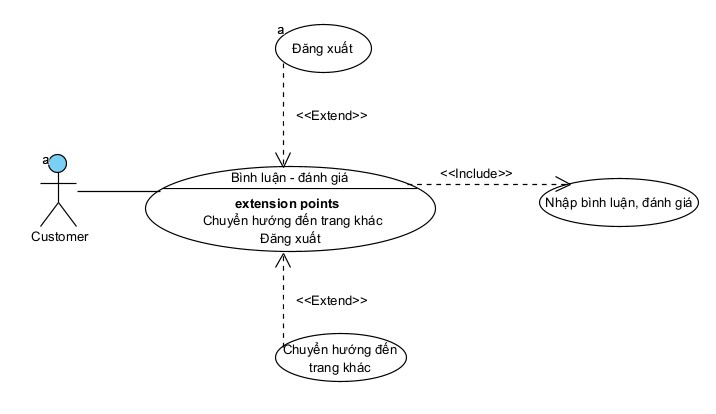 a
Đăng xuất
<<Extend>>
a
Customer
Bình luận - đánh giá
extension points
Chuyển hướng đến trang khác
Đăng xuất
<<Include>>
Nhập bình luận, đánh giá
<<Extend>>
Chuyển hướng đến
trang khác